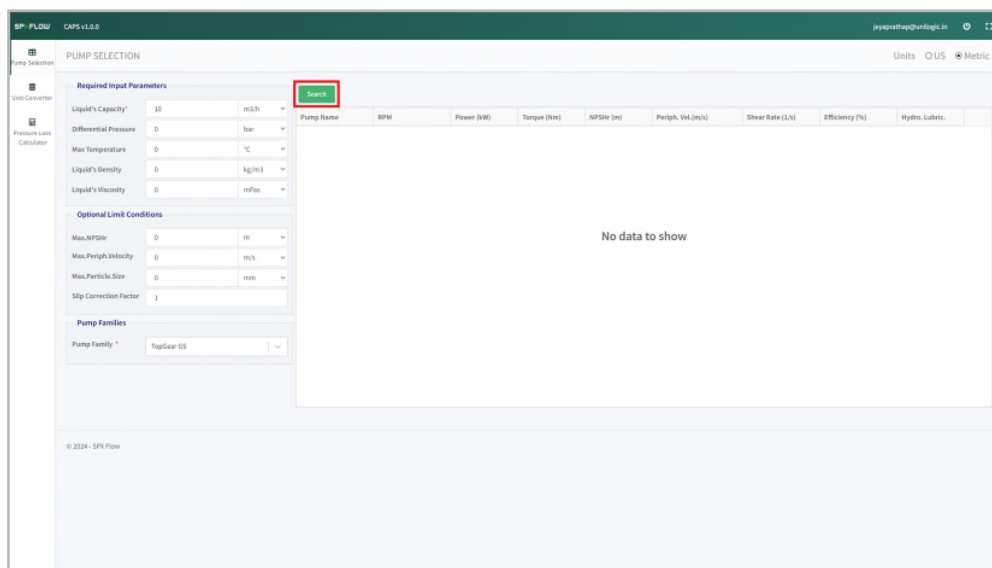 SPX FLOW CAPS v1.0.0 jeyaprathap@unilogic.in
Pump Selection
Unit Convertor
Pressure Loss
Calculator
PUMP SELECTION Units US Metric
Required Input Parameters
Liquid's Capacity* 10 m3/h
Differential Pressure 0 bar
Max Temperature 0 °C
Liquid's Density 0 kg/m3
Liquid's Viscosity 0 mPas
Optional Limit Conditions
Max.NPSHr 0 m
Max.Periph.Velocity 0 m/s
Max.Particle.Size 0 mm
Slip Correction Factor 1
Pump Families
Pump Family * TopGear GS
Search
Pump Name RPM Power (kW) Torque (Nm) NPSHr (m) Periph. Vel.(m/s) Shear Rate (1/s) Efficiency (%) Hydro. Lubric.
No data to show
© 2024 - SPX Flow